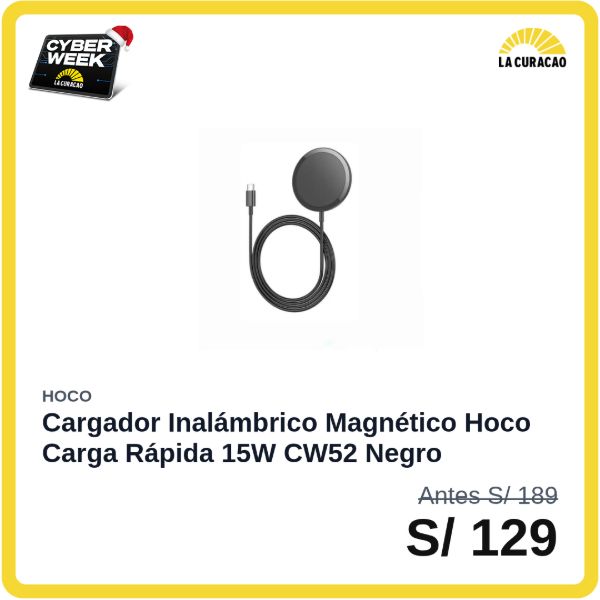 CYBER
WEEK
LA CURACAO
LA CURACAO
HOCO
Cargador Inalámbrico Magnético Hoco
Carga Rápida 15W CW52 Negro
Antes S/ 189
S/ 129